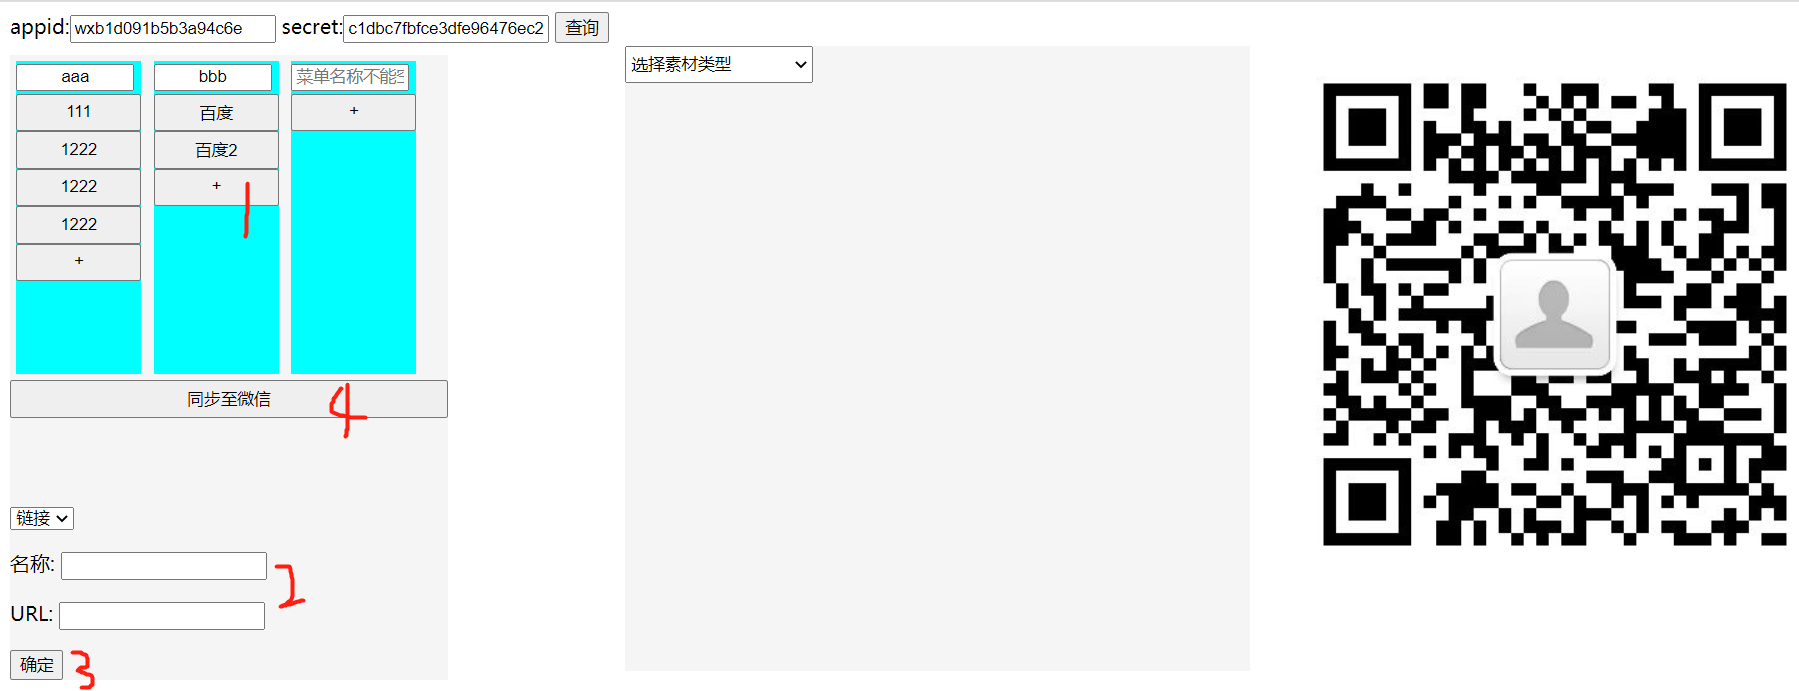 appid: wxb1d091b5b3a94c6e secret: c1dbc7fbfce3dfe96476ec2 查询
选择素材类型
aaa bbb 菜单名称不能
111 百度 +
1222 百度2
1222 +
1
1222
+
同步至微信 4
链接
名称: 2
URL:
确定 3